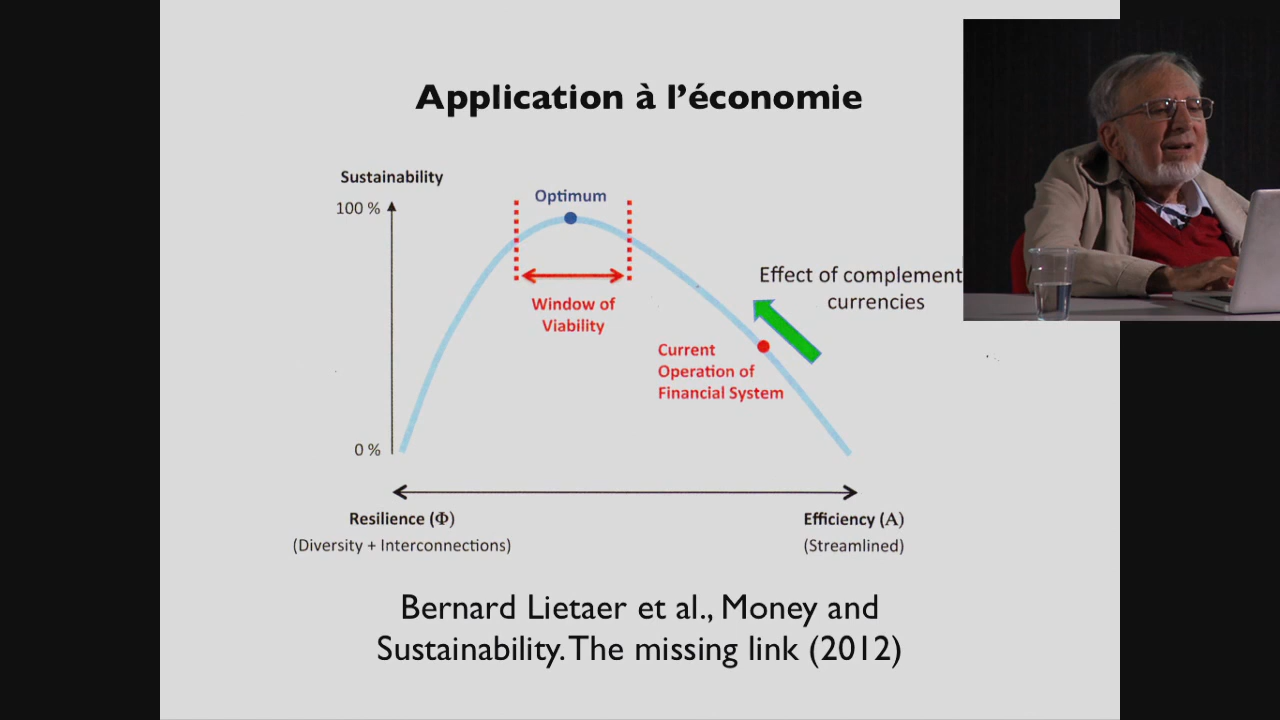 Application à l'économie
Sustainability
100 %
Optimum
Effect of complement
currencies
Window of
Viability
Current
Operation of
Financial System
0 %
Resilience (Φ)
(Diversity + Interconnections)
Efficiency (A)
(Streamlined)
Bernard Lietaer et al., Money and
Sustainability. The missing link (2012)